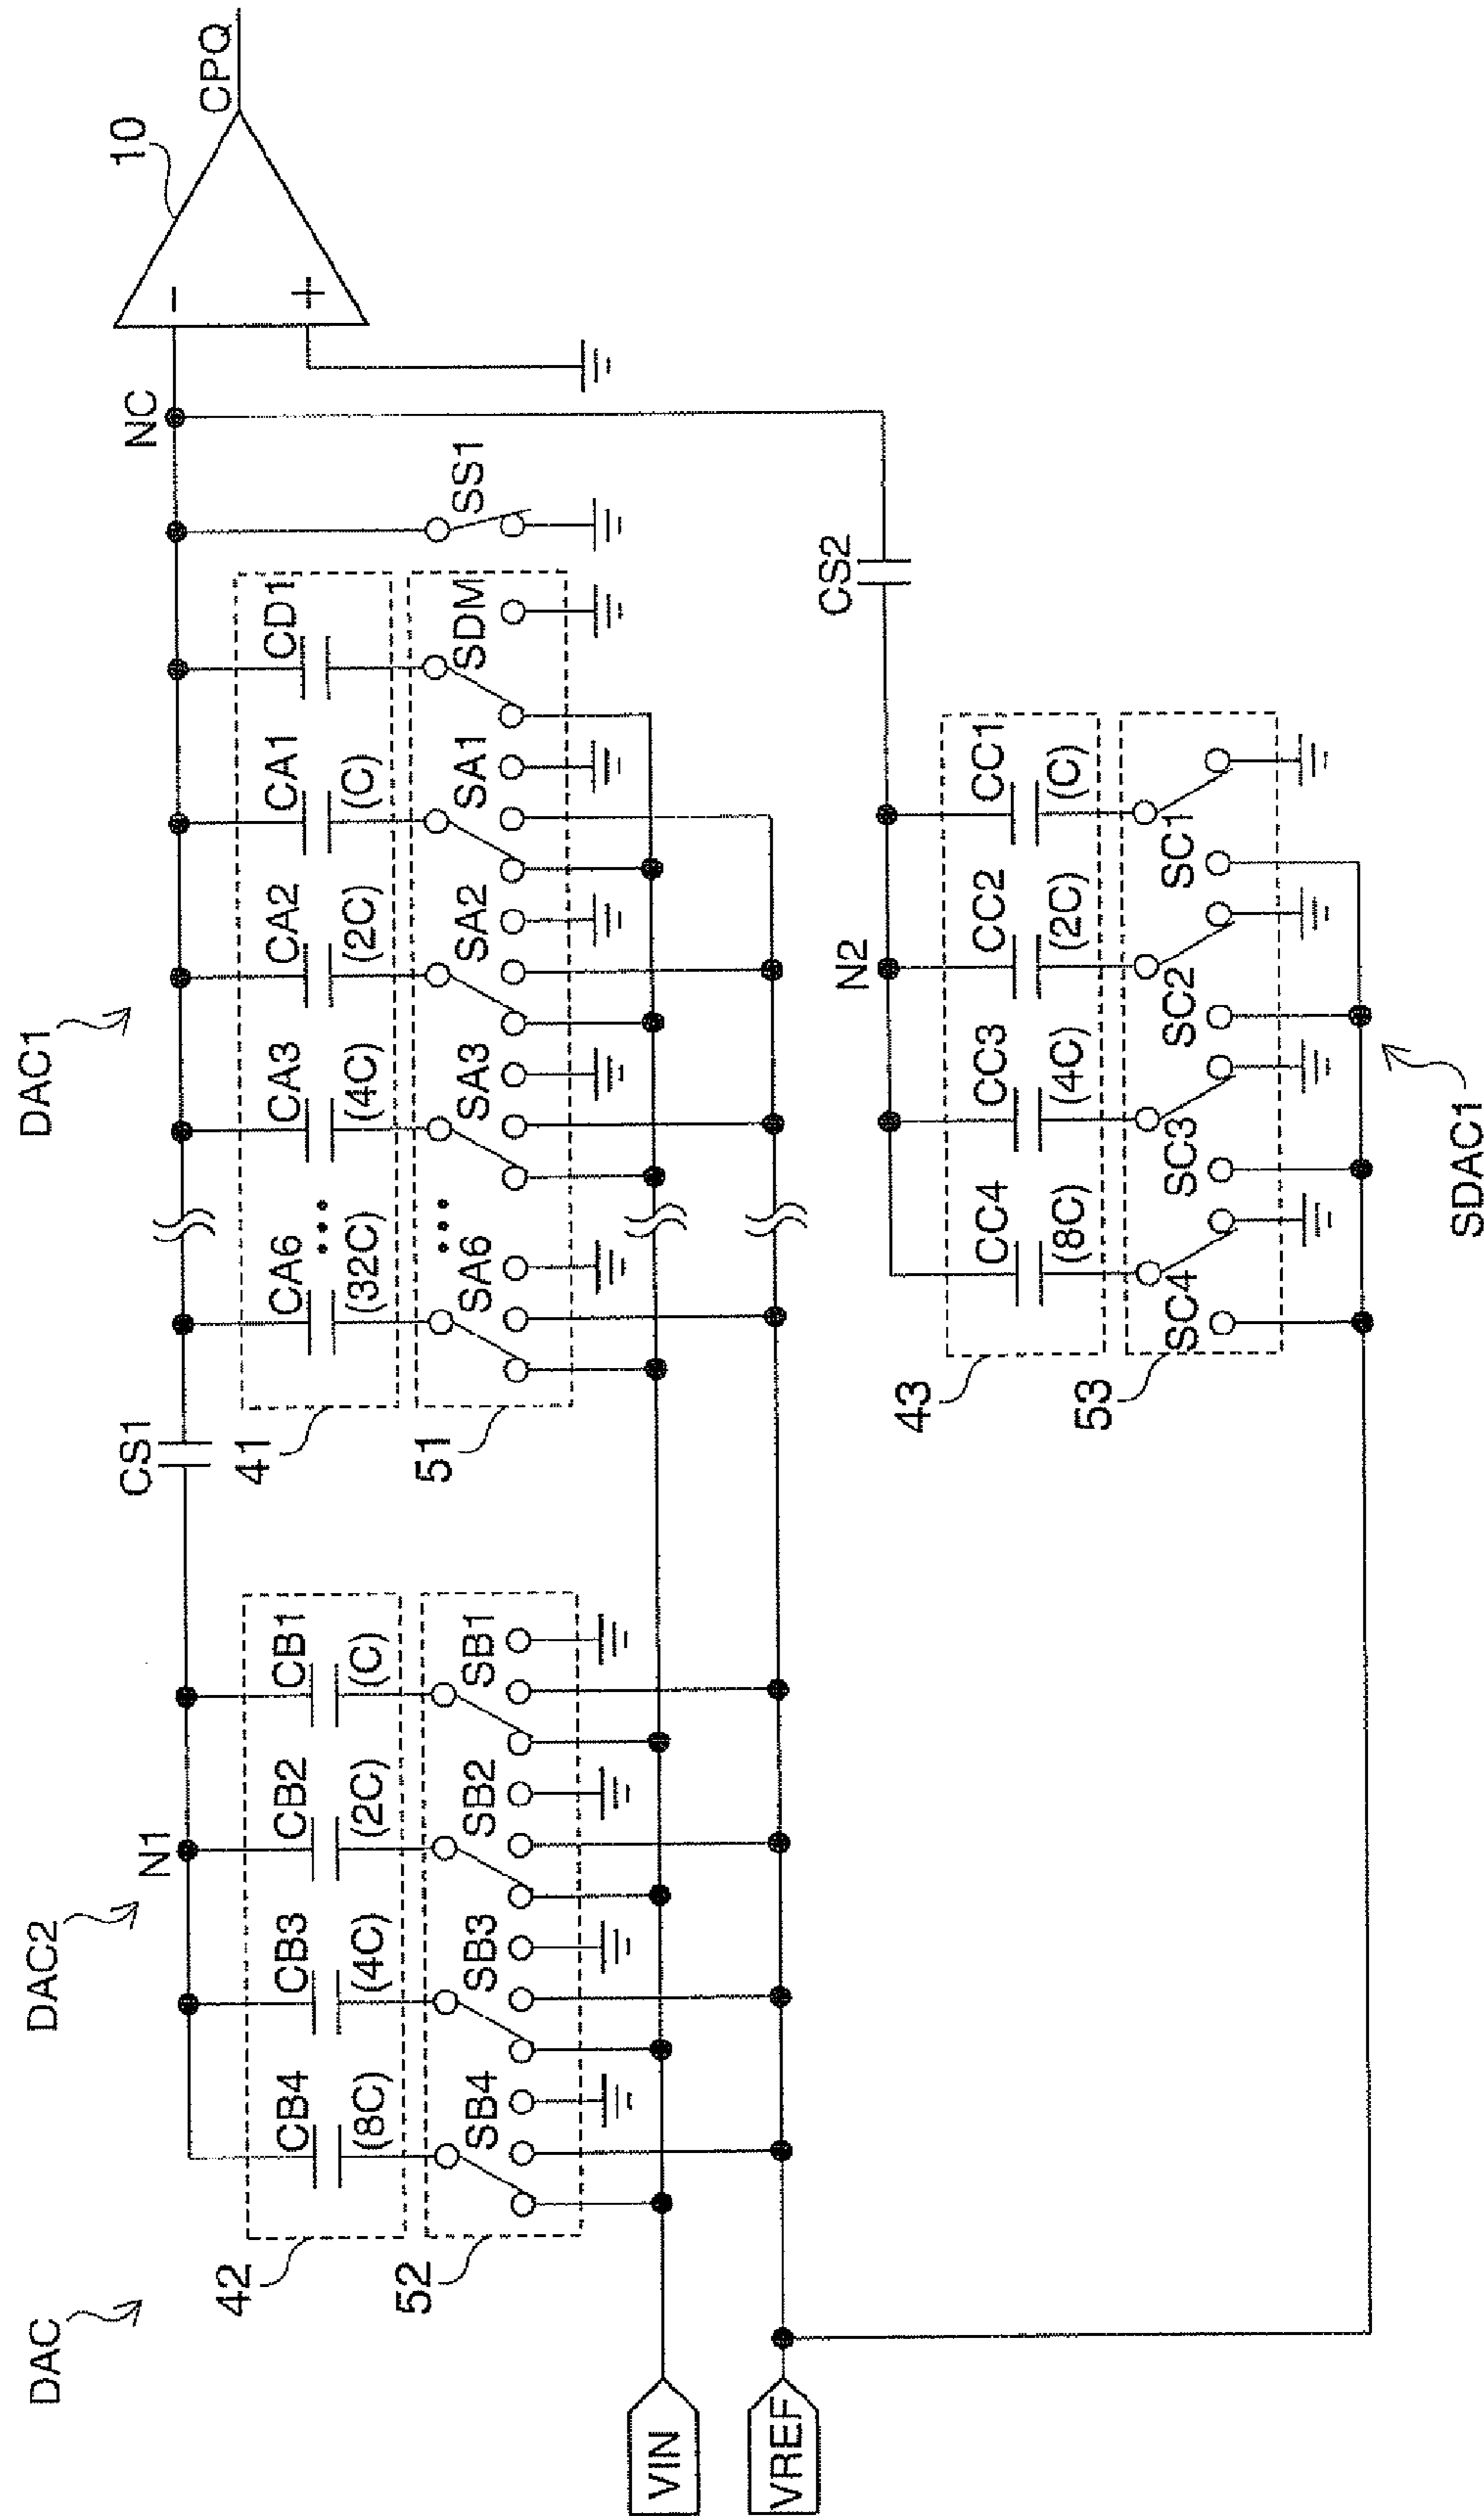 DAC
DAC2
DAC1
10
CPQ
N1
CS1
NC
42
CB4
(8C)
CB3
(4C)
CB2
(2C)
CB1
(C)
41
CA6
(32C)
•••
CA3
(4C)
CA2
(2C)
CA1
(C)
CD1
−
+
52
SB4
SB3
SB2
SB1
51
SA6
•••
SA3
SA2
SA1
SDM
SS1
VIN
VREF
CS2
N2
43
CC4
(8C)
CC3
(4C)
CC2
(2C)
CC1
(C)
53
SC4
SC3
SC2
SC1
SDAC1